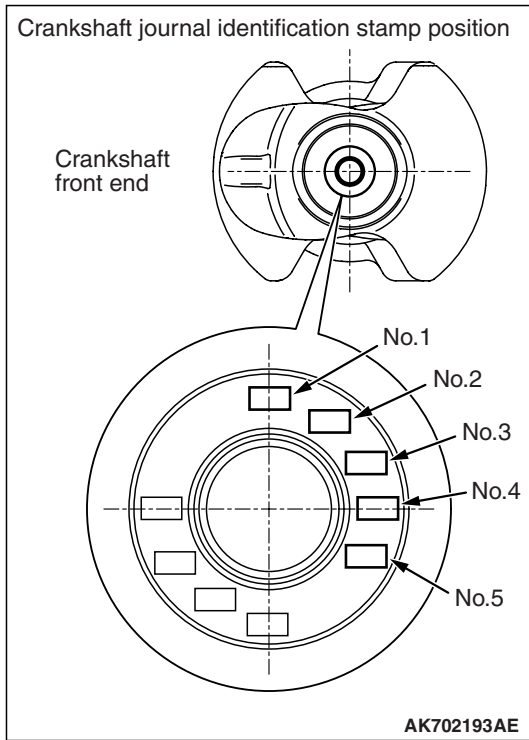 Crankshaft journal identification stamp position
Crankshaft
front end
No.1
No.2
No.3
No.4
No.5
AK702193AE